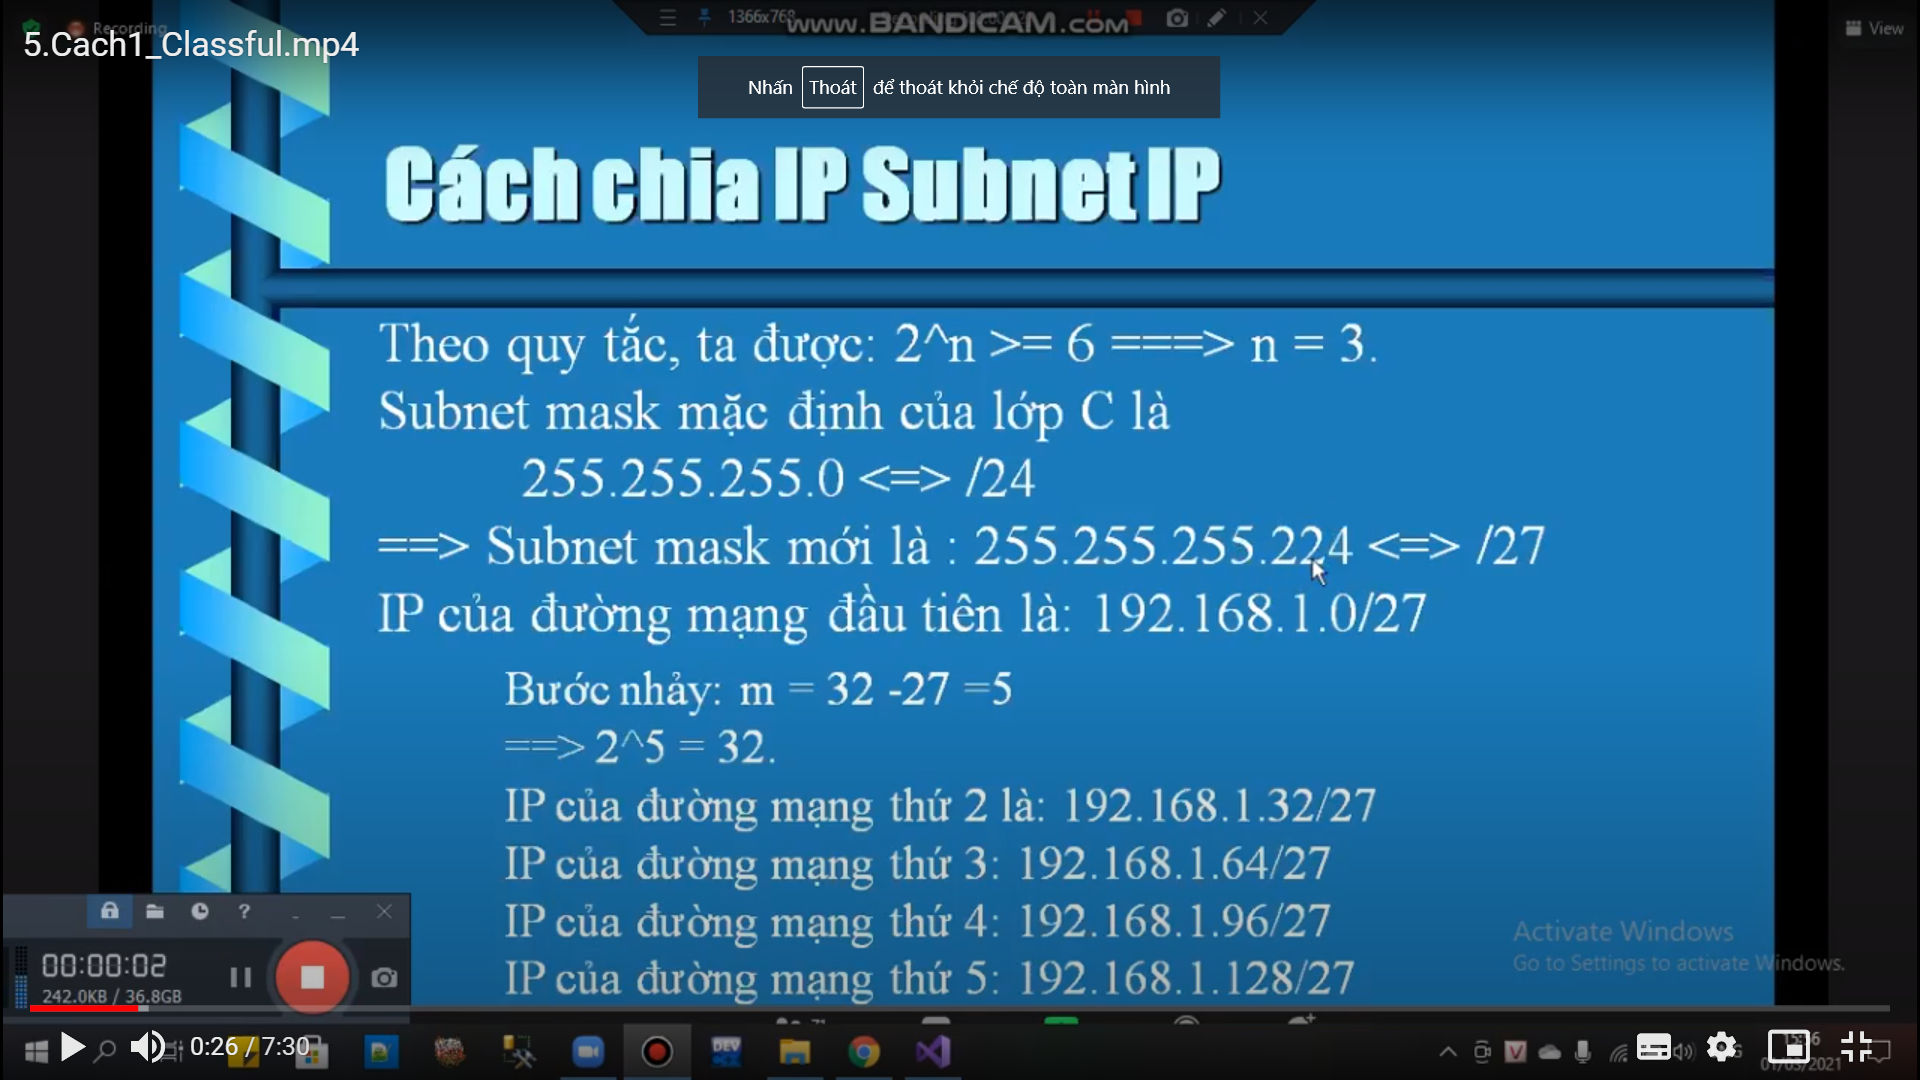 Recording
1366x768
www.BANDICAM.com
View
5.Cach1_Classful.mp4
Nhấn Thoát để thoát khỏi chế độ toàn màn hình
Cách chia IP Subnet IP
Theo quy tắc, ta được: 2^n >= 6 ===> n = 3.
Subnet mask mặc định của lớp C là
255.255.255.0 <=> /24
==> Subnet mask mới là : 255.255.255.224 <=> /27
IP của đường mạng đầu tiên là: 192.168.1.0/27
Bước nhảy: m = 32 -27 =5
==> 2^5 = 32.
IP của đường mạng thứ 2 là: 192.168.1.32/27
IP của đường mạng thứ 3: 192.168.1.64/27
IP của đường mạng thứ 4: 192.168.1.96/27
IP của đường mạng thứ 5: 192.168.1.128/27
Activate Windows
Go to Settings to activate Windows.
00:00:02
242.0KB / 36.8GB
0:26 / 7:30
DEV